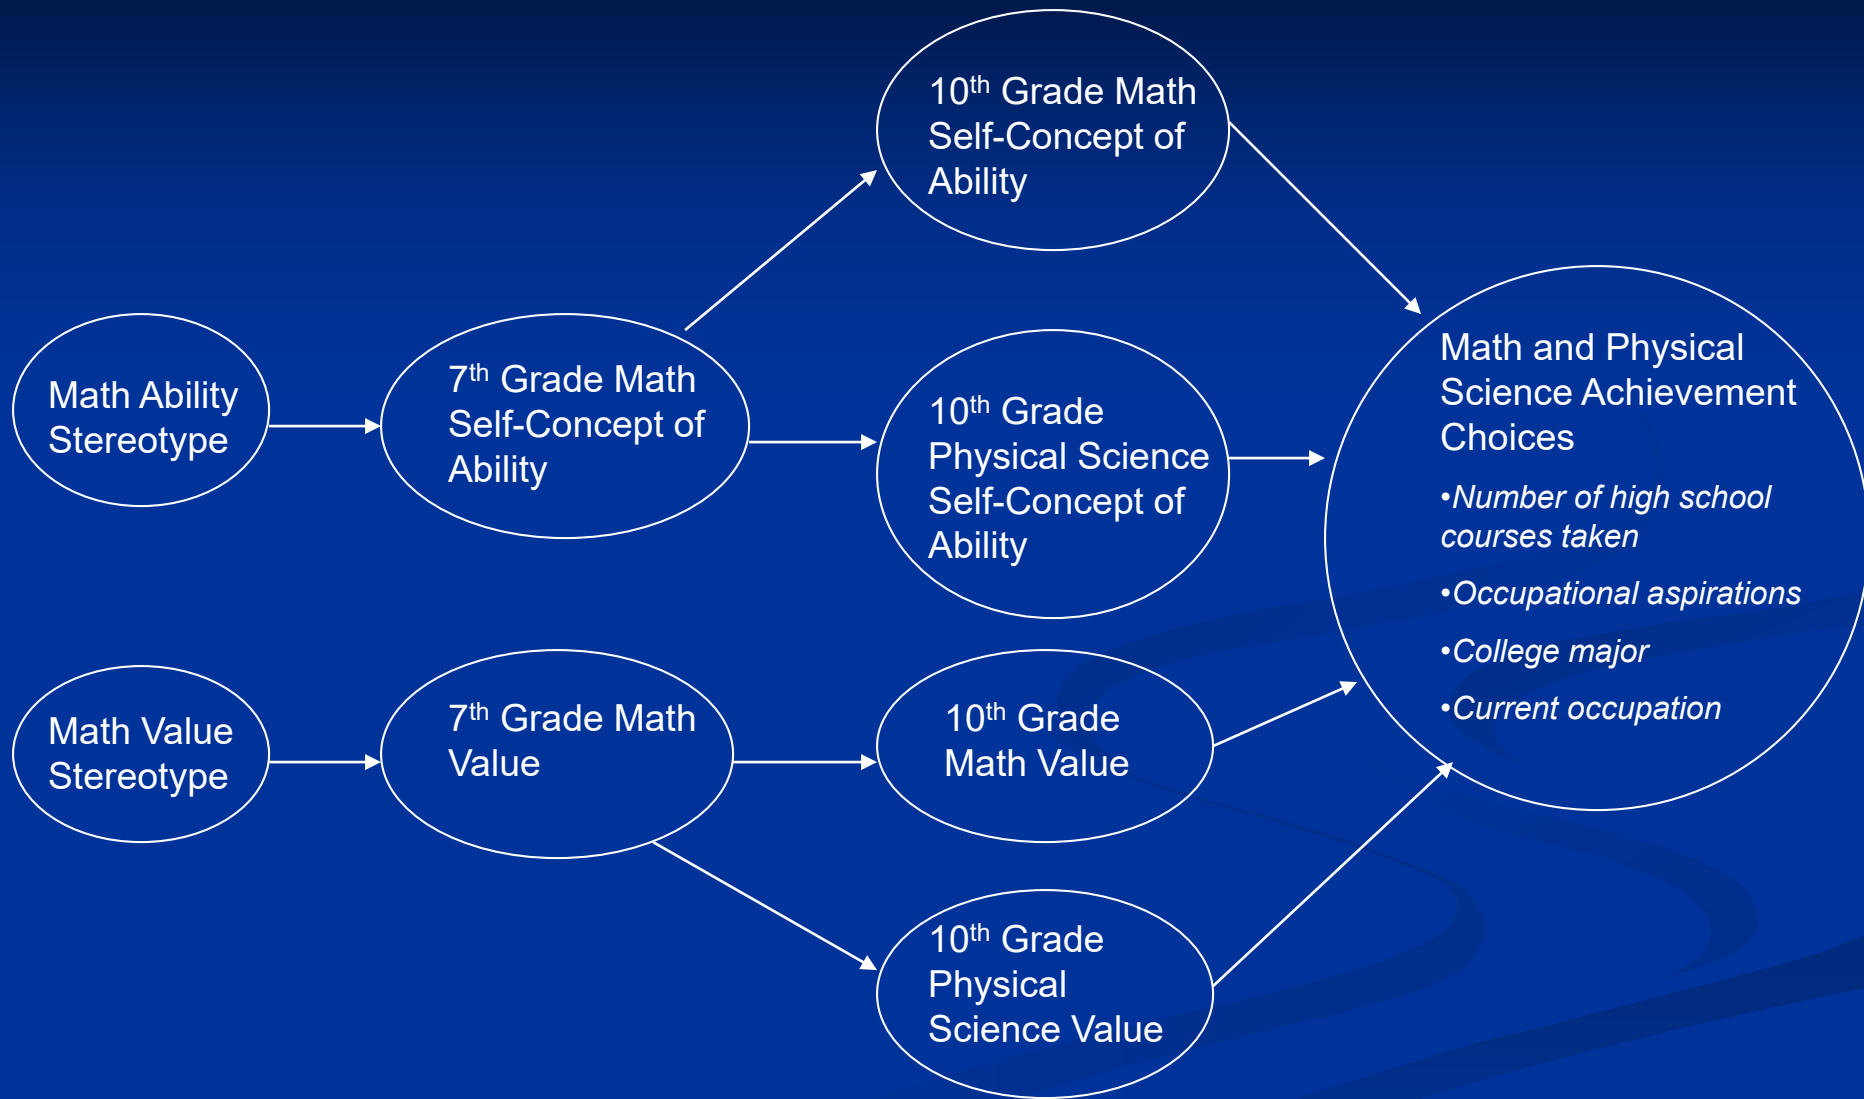 10th Grade Math
Self-Concept of
Ability
Math Ability
Stereotype
7th Grade Math
Self-Concept of
Ability
10th Grade
Physical Science
Self-Concept of
Ability
Math and Physical
Science Achievement
Choices
•Number of high school
courses taken
•Occupational aspirations
•College major
•Current occupation
Math Value
Stereotype
7th Grade Math
Value
10th Grade
Math Value
10th Grade
Physical
Science Value